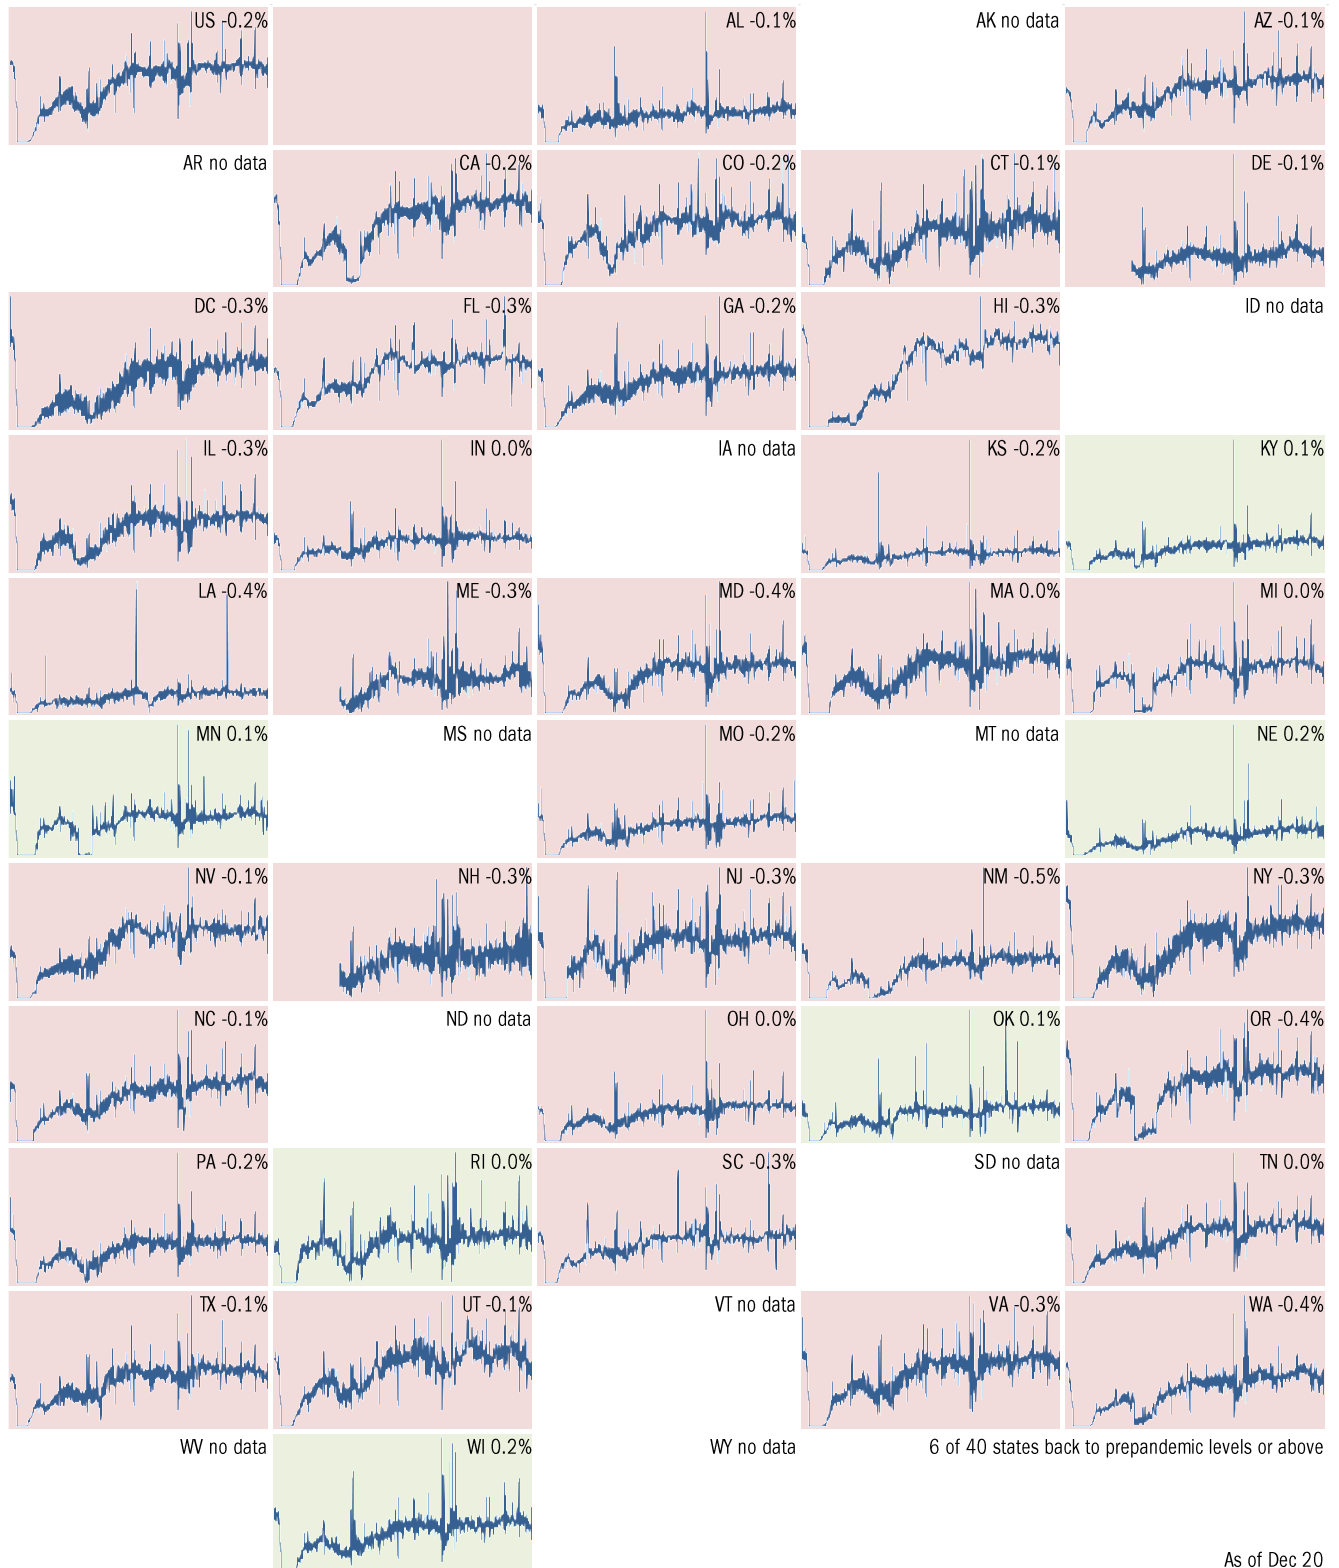 US -0.2%
AL -0.1%
AK no data
AZ -0.1%
AR no data
CA -0.2%
CO -0.2%
CT -0.1%
DE -0.1%
DC -0.3%
FL -0.3%
GA -0.2%
HI -0.3%
ID no data
IL -0.3%
IN 0.0%
IA no data
KS -0.2%
KY 0.1%
LA -0.4%
ME -0.3%
MD -0.4%
MA 0.0%
MI 0.0%
MN 0.1%
MS no data
MO -0.2%
MT no data
NE 0.2%
NV -0.1%
NH -0.3%
NJ -0.3%
NM -0.5%
NY -0.3%
NC -0.1%
ND no data
OH 0.0%
OK 0.1%
OR -0.4%
PA -0.2%
RI 0.0%
SC -0.3%
SD no data
TN 0.0%
TX -0.1%
UT -0.1%
VT no data
VA -0.3%
WA -0.4%
WV no data
WI 0.2%
WY no data
6 of 40 states back to prepandemic levels or above
As of Dec 20